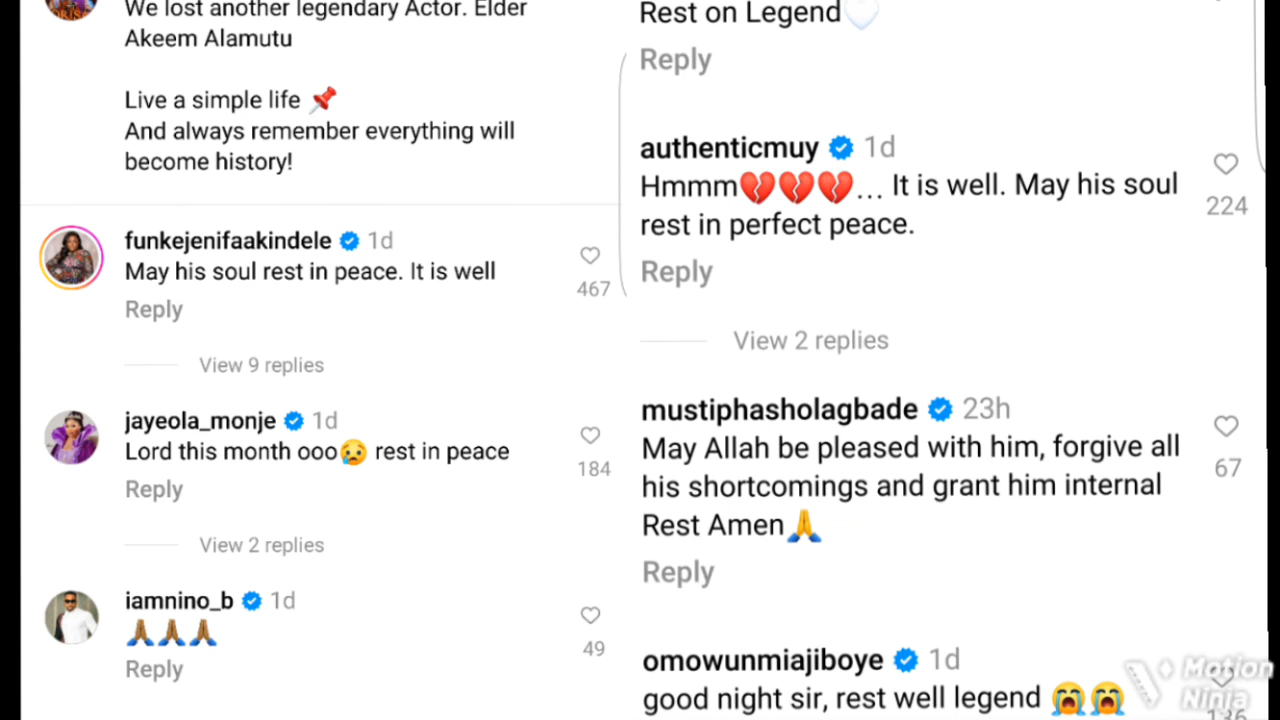 We lost another legendary Actor. Elder
Akeem Alamutu
Live a simple life 📌
And always remember everything will
become history!
funkejenifaakindele 1d
May his soul rest in peace. It is well
467
Reply
View 9 replies
jayeola_monje 1d
Lord this month ooo😢 rest in peace
184
Reply
View 2 replies
iamnino_b 1d
🙏🏾🙏🏾🙏🏾
49
Reply
Rest on Legend🤍
Reply
authenticmuy 1d
Hmmm💔💔💔... It is well. May his soul
rest in perfect peace.
224
Reply
View 2 replies
mustiphasholagbade 23h
May Allah be pleased with him, forgive all
his shortcomings and grant him internal
67
Rest Amen🙏
Reply
omowunmiajiboye 1d
good night sir, rest well legend 😭😭
Motion
Ninja